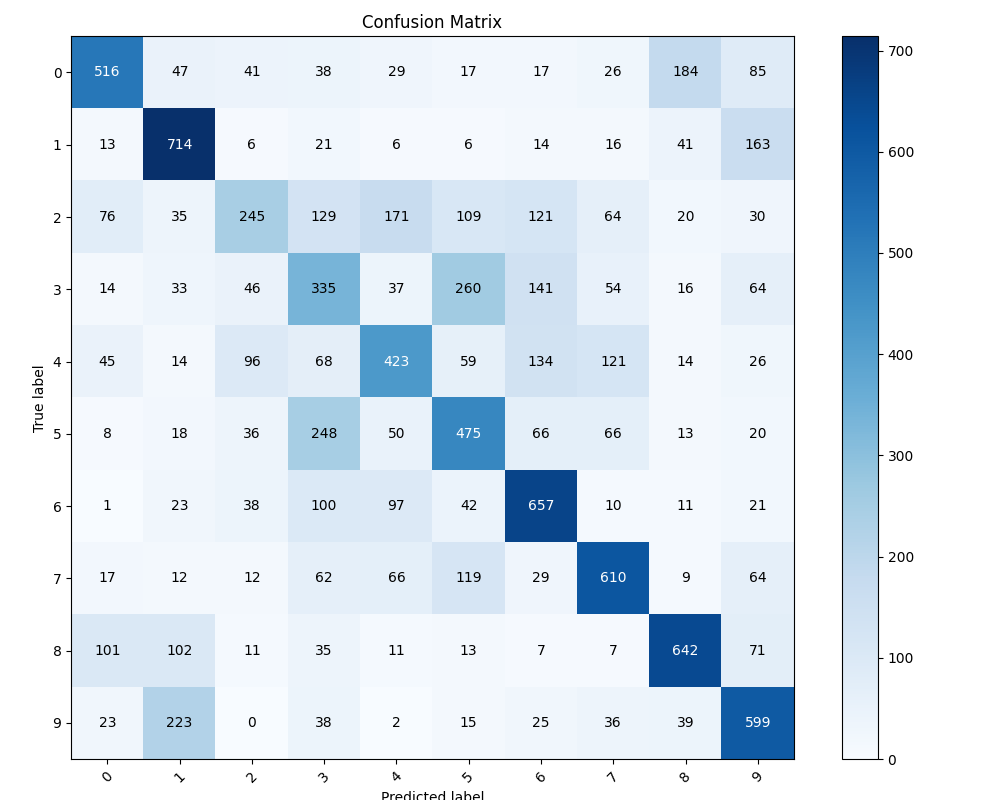 Confusion Matrix
0 516 47 41 38 29 17 17 26 184 85
1 13 714 6 21 6 6 14 16 41 163
2 76 35 245 129 171 109 121 64 20 30
3 14 33 46 335 37 260 141 54 16 64
4 45 14 96 68 423 59 134 121 14 26
5 8 18 36 248 50 475 66 66 13 20
6 1 23 38 100 97 42 657 10 11 21
7 17 12 12 62 66 119 29 610 9 64
8 101 102 11 35 11 13 7 7 642 71
9 23 223 0 38 2 15 25 36 39 599
0 1 2 3 4 5 6 7 8 9
True label
Predicted label
700
600
500
400
300
200
100
0